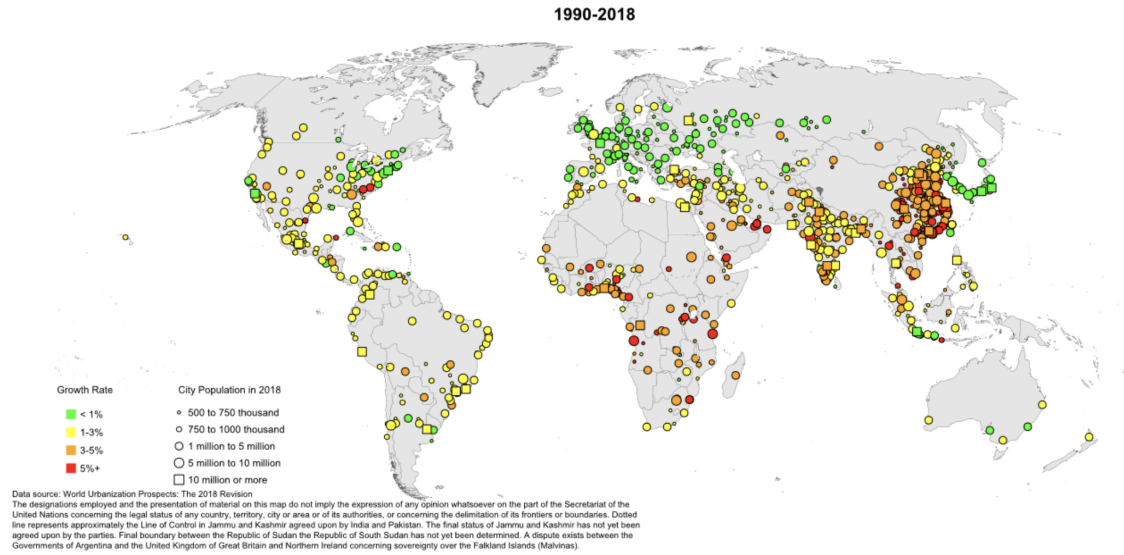 1990-2018
Growth Rate
< 1%
1-3%
3-5%
5%+
City Population in 2018
500 to 750 thousand
750 to 1000 thousand
1 million to 5 million
5 million to 10 million
10 million or more
Data source: World Urbanization Prospects: The 2018 Revision
The designations employed and the presentation of material on this map do not imply the expression of any opinion whatsoever on the part of the Secretariat of the
United Nations concerning the legal status of any country, territory, city or area or of its authorities, or concerning the delimitation of its frontiers or boundaries. Dotted
line represents approximately the Line of Control in Jammu and Kashmir agreed upon by India and Pakistan. The final status of Jammu and Kashmir has not yet been
agreed upon by the parties. Final boundary between the Republic of Sudan the Republic of South Sudan has not yet been determined. A dispute exists between the
Governments of Argentina and the United Kingdom of Great Britain and Northern Ireland concerning sovereignty over the Falkland Islands (Malvinas).